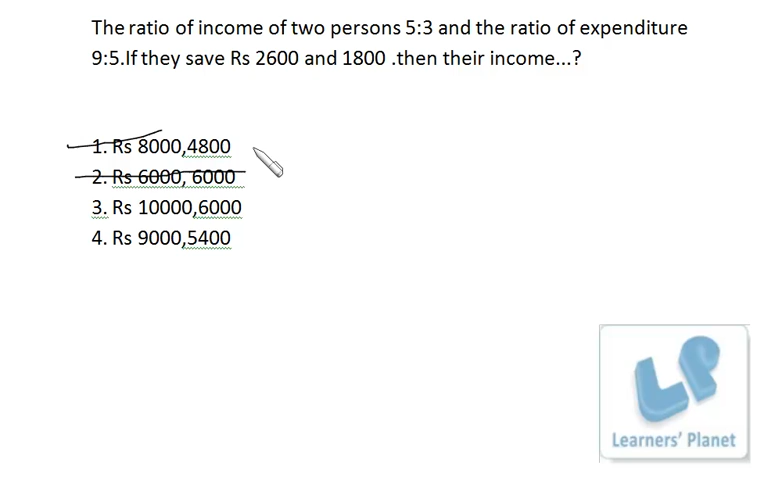 The ratio of income of two persons 5:3 and the ratio of expenditure
9:5.If they save Rs 2600 and 1800 .then their income...?
1. Rs 8000,4800
2. Rs 6000, 6000
3. Rs 10000,6000
4. Rs 9000,5400
LP
Learners' Planet